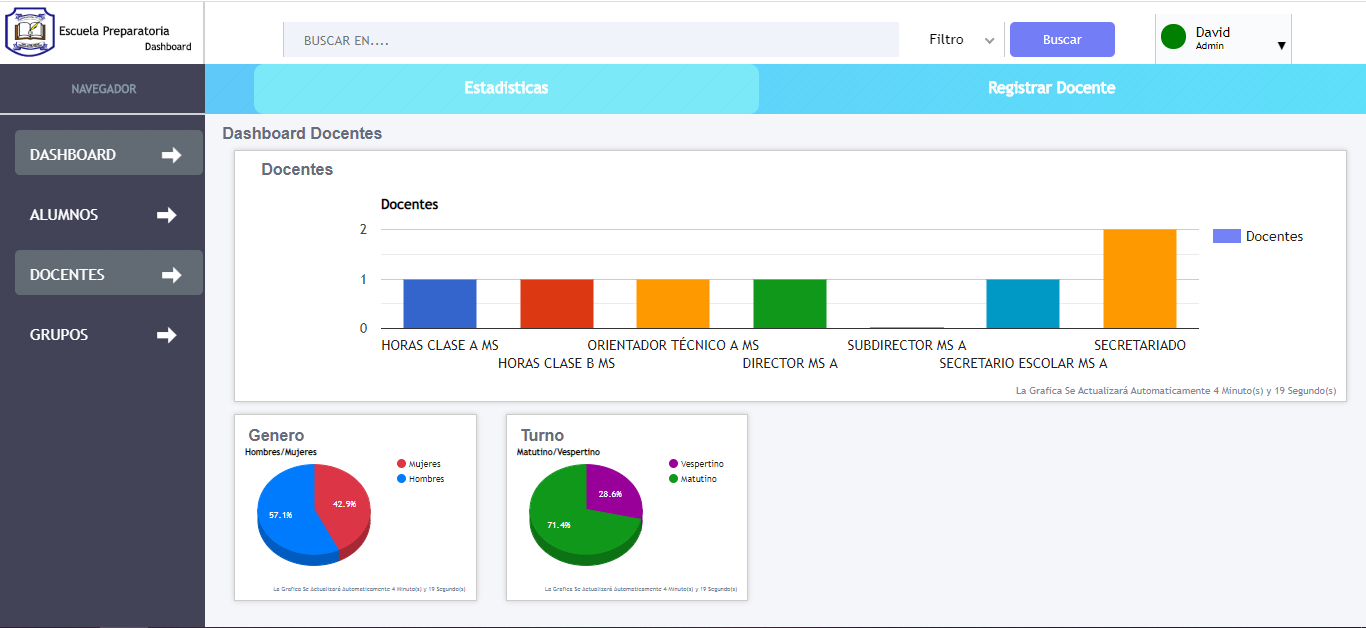 Escuela Preparatoria
Dashboard
BUSCAR EN....
Filtro
Buscar
David
Admin
NAVEGADOR
Estadísticas
Registrar Docente
DASHBOARD
ALUMNOS
DOCENTES
GRUPOS
Dashboard Docentes
Docentes
Docentes
2
1
0
Docentes
HORAS CLASE A MS
ORIENTADOR TÉCNICO A MS
SUBDIRECTOR MS A
SECRETARIADO
HORAS CLASE B MS
DIRECTOR MS A
SECRETARIO ESCOLAR MS A
La Grafica Se Actualizará Automaticamente 4 Minuto(s) y 19 Segundo(s)
Genero
Hombres/Mujeres
Mujeres
Hombres
42.9%
57.1%
La Grafica Se Actualizará Automaticamente 4 Minuto(s) y 19 Segundo(s)
Turno
Matutino/Vespertino
Vespertino
Matutino
28.6%
71.4%
La Grafica Se Actualizará Automaticamente 4 Minuto(s) y 19 Segundo(s)